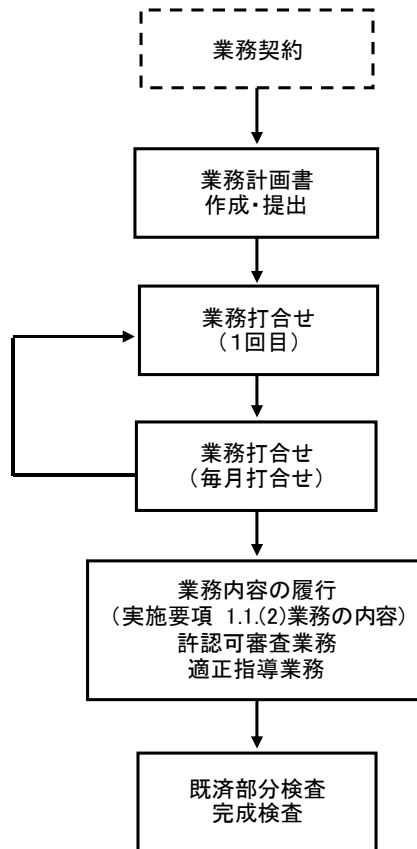 業務契約
業務計画書
作成・提出
業務打合せ
（1回目）
業務打合せ
（毎月打合せ）
業務内容の履行
（実施要項 1.1.(2)業務の内容）
許認可審査業務
適正指導業務
既済部分検査
完成検査